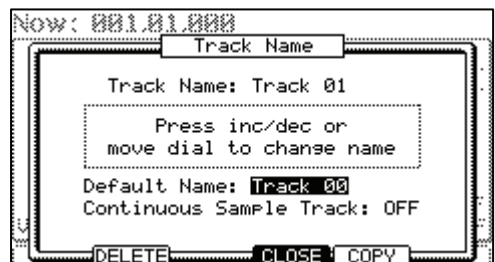 Now: 001.01.000
Track Name
Track Name: Track 01
Press inc/dec or
move dial to change name
Default Name: Track 00
Continuous Sample Track: OFF
DELETE CLOSE COPY